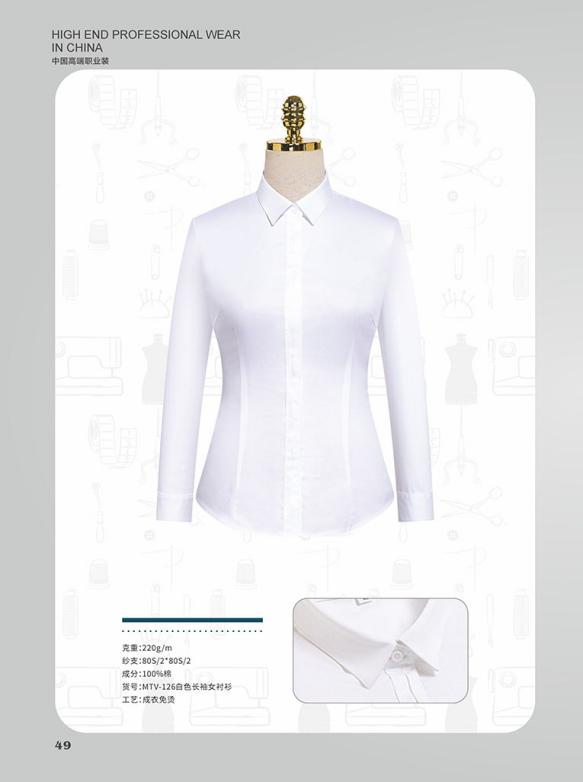 HIGH END PROFESSIONAL WEAR
IN CHINA
中国高端职业装
克重:220g/m
纱支:80S/2*80S/2
成分:100%棉
货号:MTV-126白色长袖女衬衫
工艺:成衣免烫
49